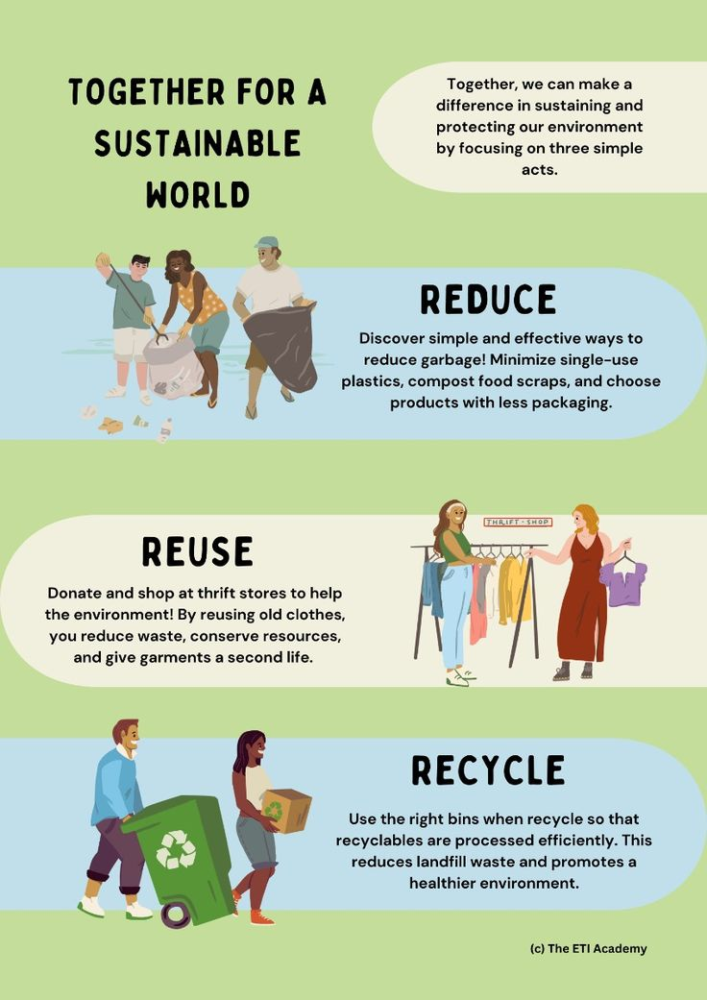 TOGETHER FOR A
SUSTAINABLE
WORLD
Together, we can make a
difference in sustaining and
protecting our environment
by focusing on three simple
acts.
REDUCE
Discover simple and effective ways to
reduce garbage! Minimize single-use
plastics, compost food scraps, and choose
products with less packaging.
THRIFT-SHOP
REUSE
Donate and shop at thrift stores to help
the environment! By reusing old clothes,
you reduce waste, conserve resources,
and give garments a second life.
RECYCLE
Use the right bins when recycle so that
recyclables are processed efficiently. This
reduces landfill waste and promotes a
healthier environment.
(c) The ETI Academy